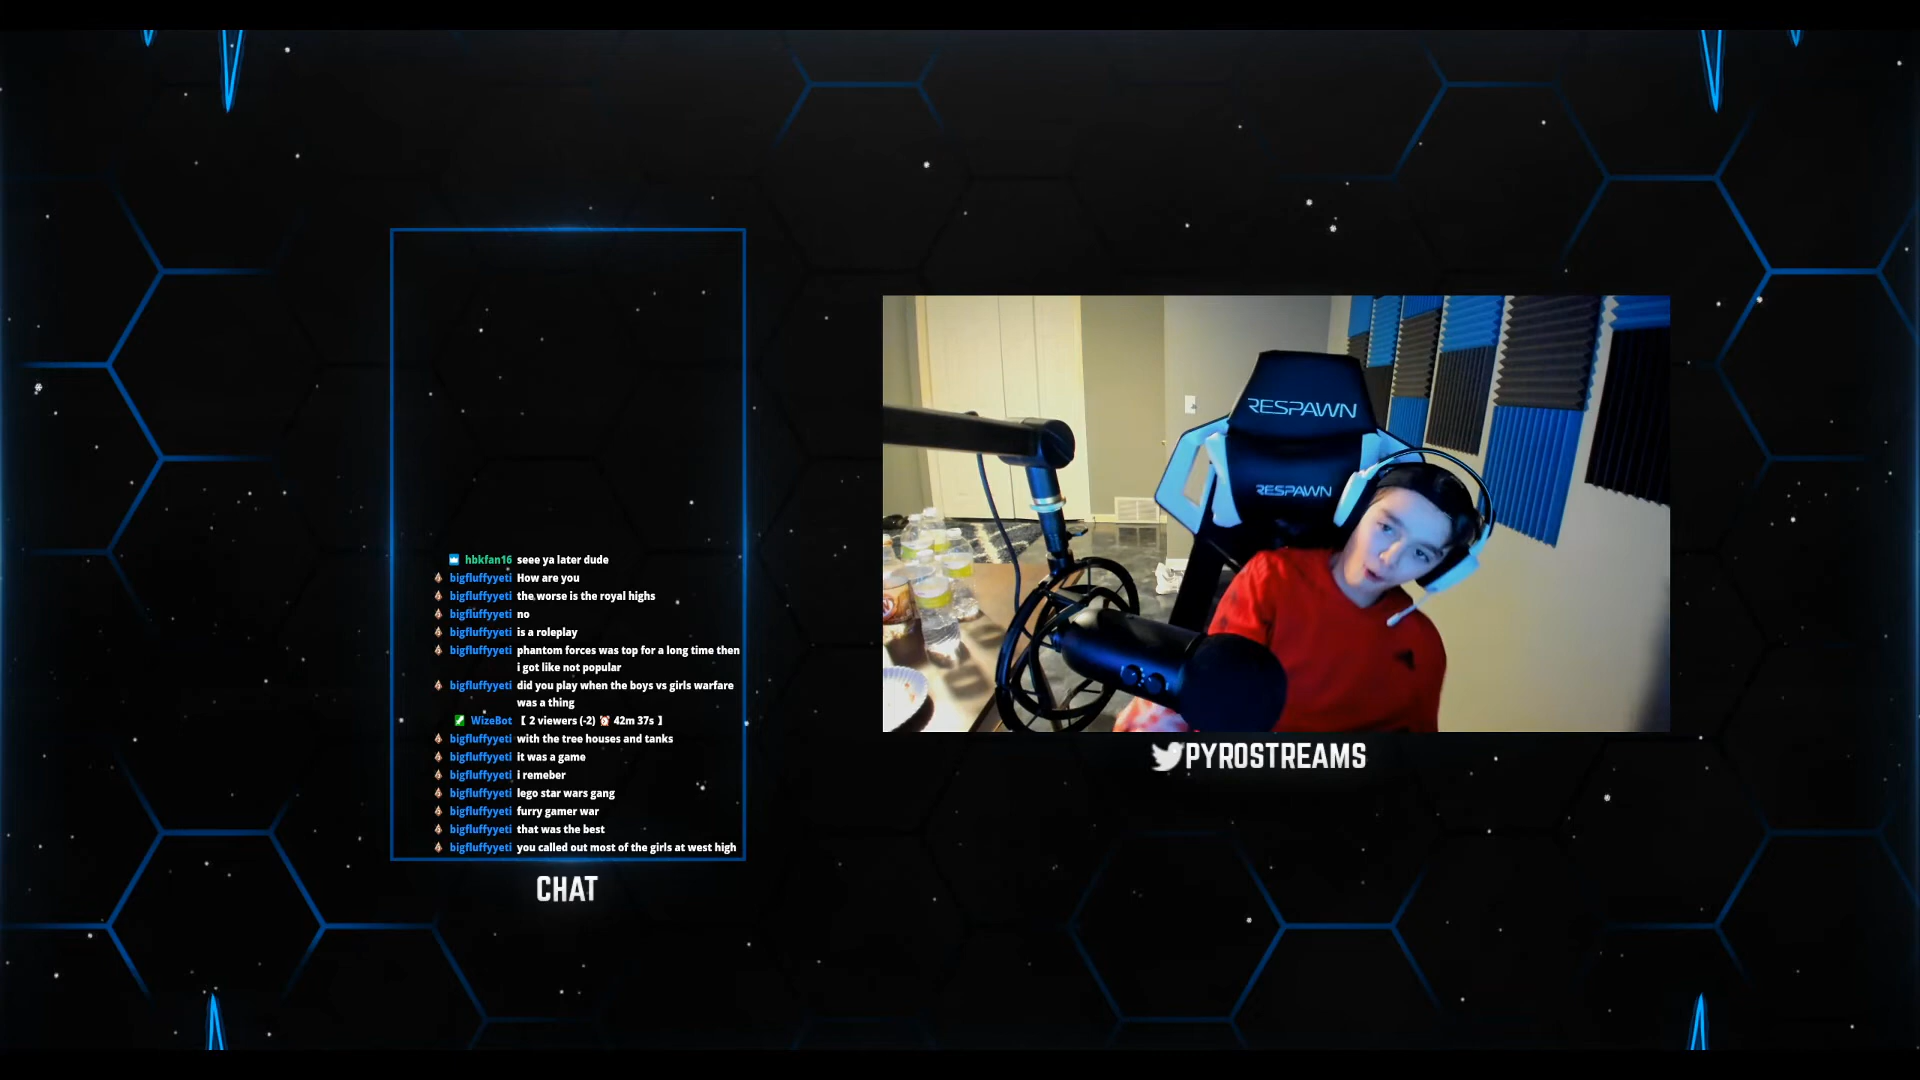 hbkfan16 seee ya later dude
bigfluffyyeti How are you
bigfluffyyeti the worse is the royal highs
bigfluffyyeti no
bigfluffyyeti is a roleplay
bigfluffyyeti phantom forces was top for a long time then
i got like not popular
bigfluffyyeti did you play when the boys vs girls warfare
was a thing
WizeBot 【 2 viewers (-2) ⏰ 42m 37s 】
bigfluffyyeti with the tree houses and tanks
bigfluffyyeti it was a game
bigfluffyyeti i remeber
bigfluffyyeti lego star wars gang
bigfluffyyeti furry gamer war
bigfluffyyeti that was the best
bigfluffyyeti you called out most of the girls at west high
CHAT
RESPAWN
RESPAWN
PYROSTREAMS